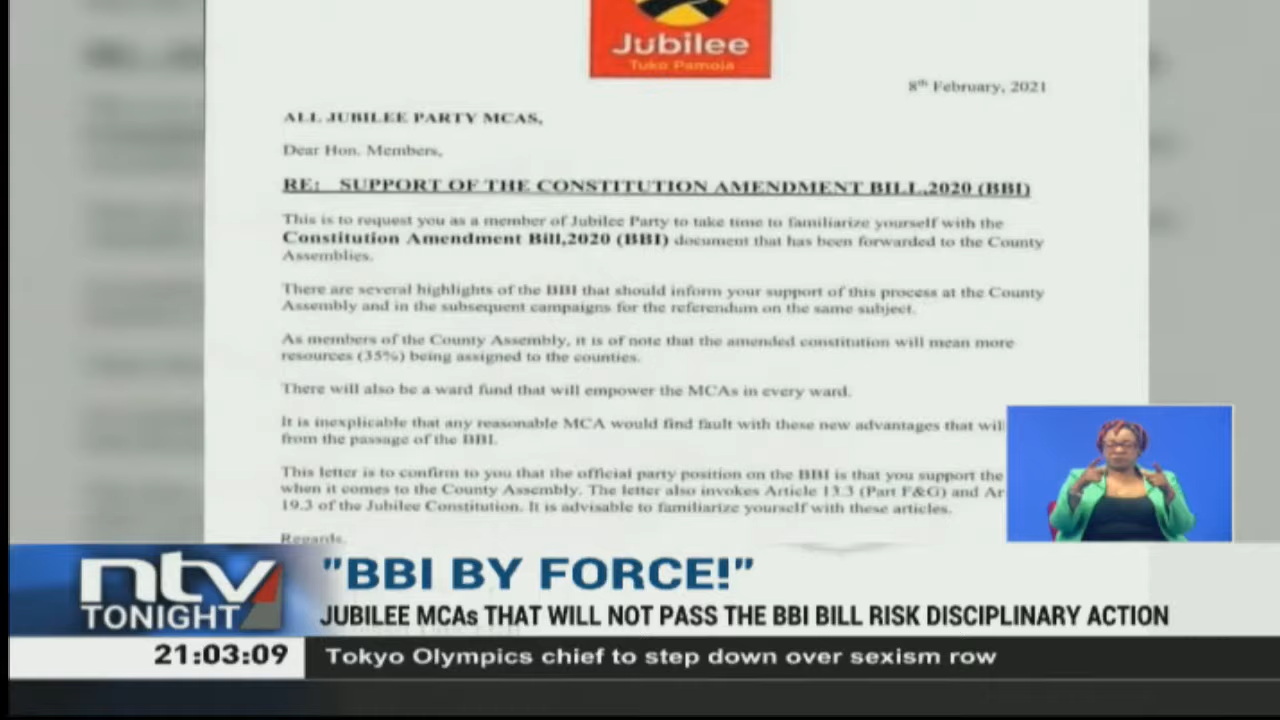 Jubilee
Tuko Pamoja
8th February, 2021
ALL JUBILEE PARTY MCAS,
Dear Hon. Members,
RE: SUPPORT OF THE CONSTITUTION AMENDMENT BILL,2020 (BBI)
This is to request you as a member of Jubilee Party to take time to familiarize yourself with the
Constitution Amendment Bill,2020 (BBI) document that has been forwarded to the County
Assemblies.
There are several highlights of the BBI that should inform your support of this process at the County
Assembly and in the subsequent campaigns for the referendum on the same subject.
As members of the County Assembly, it is of note that the amended constitution will mean more
resources (35%) being assigned to the counties.
There will also be a ward fund that will empower the MCAs in every ward.
It is inexplicable that any reasonable MCA would find fault with these new advantages that will
from the passage of the BBI.
This letter is to confirm to you that the official party position on the BBI is that you support the
when it comes to the County Assembly. The letter also invokes Article 13.3 (Part F&G) and Ar
19.3 of the Jubilee Constitution. It is advisable to familiarize yourself with these articles.
Regards,
ntv
TONIGHT
"BBI BY FORCE!"
JUBILEE MCAs THAT WILL NOT PASS THE BBI BILL RISK DISCIPLINARY ACTION
21:03:09
Tokyo Olympics chief to step down over sexism row